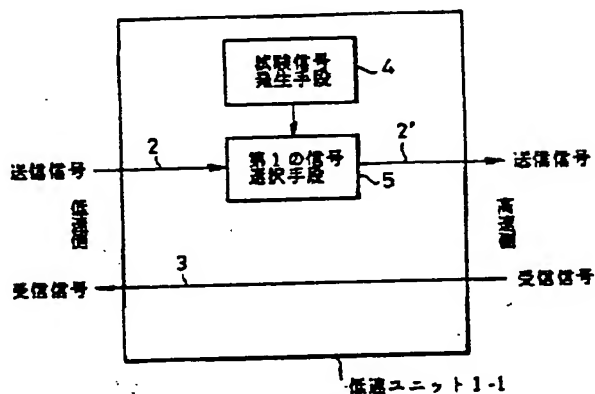 試験信号
発生手段
4
2
2'
送信信号
第1の信号
選択手段
送信信号
5
低速側
高速側
3
受信信号
受信信号
低速ユニット1-1